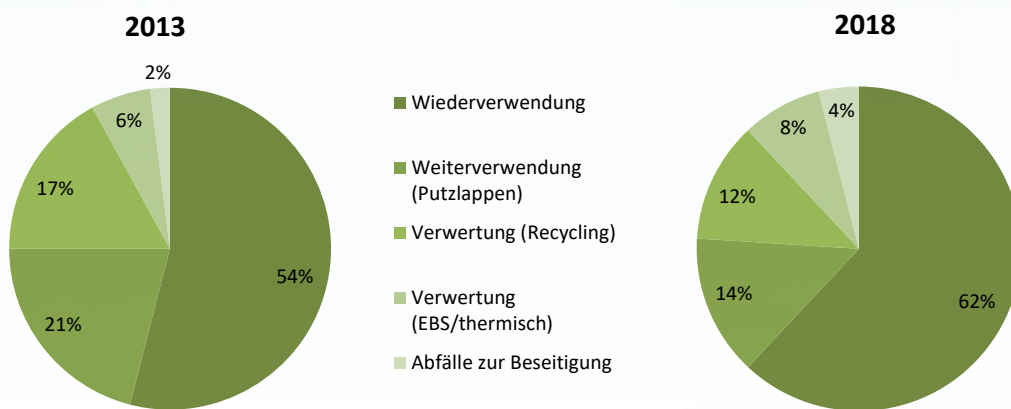 2013
2%
6%
17%
21%
54%
Wiederverwendung
Weiterverwendung
(Putzlappen)
Verwertung (Recycling)
Verwertung
(EBS/thermisch)
Abfälle zur Beseitigung
2018
4%
8%
12%
14%
62%